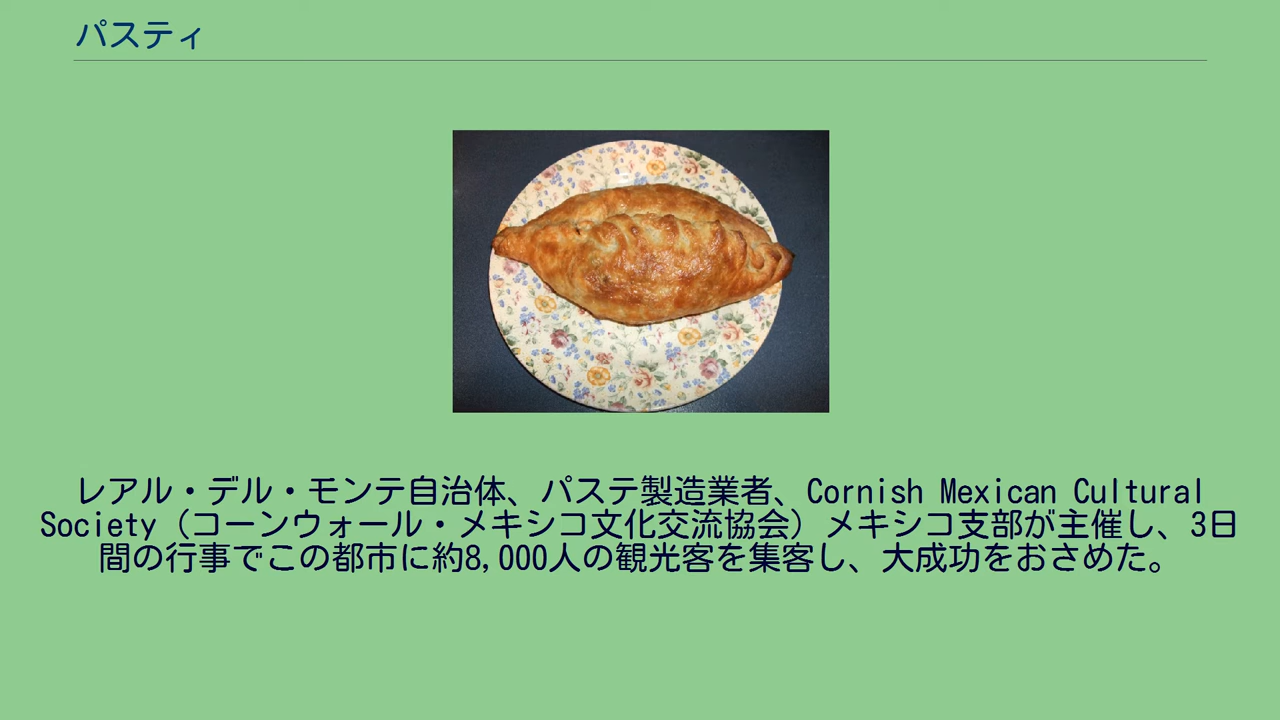 パスティ
レアル・デル・モンテ自治体、パステ製造業者、Cornish Mexican Cultural
Society（コーンウォール・メキシコ文化交流協会）メキシコ支部が主催し、3日
間の行事でこの都市に約8,000人の観光客を集客し、大成功をおさめた。